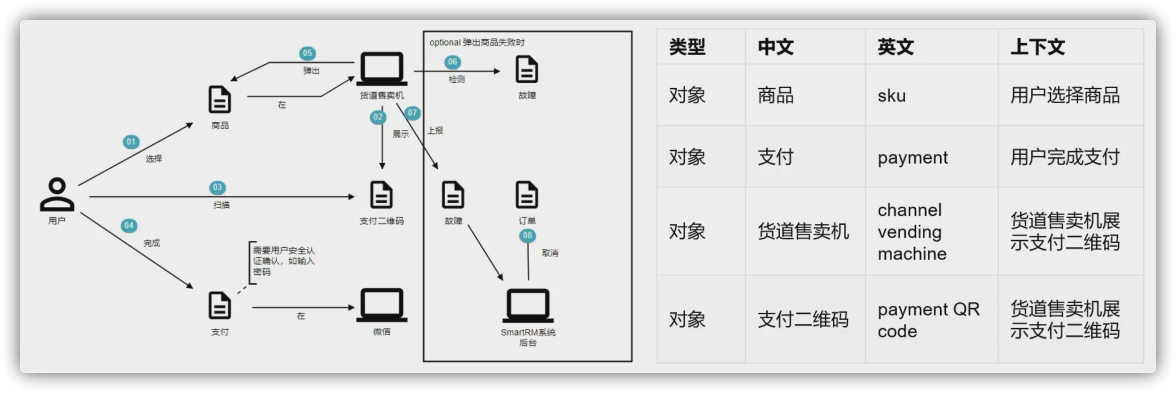 optional 弹出商品失败时
05
弹出
06
检测
在
货道售卖机
故障
商品
02
07
展示
上报
01
选择
03
扫描
用户
支付二维码
故障
订单
04
完成
08
取消
需要用户安全认
证确认，如输入
密码
支付
在
微信
SmartRM系统
后台
类型 中文 英文 上下文
对象 商品 sku 用户选择商品
对象 支付 payment 用户完成支付
对象 货道售卖机 channel
vending
machine 货道售卖机展
示支付二维码
对象 支付二维码 payment QR
code 货道售卖机展
示支付二维码